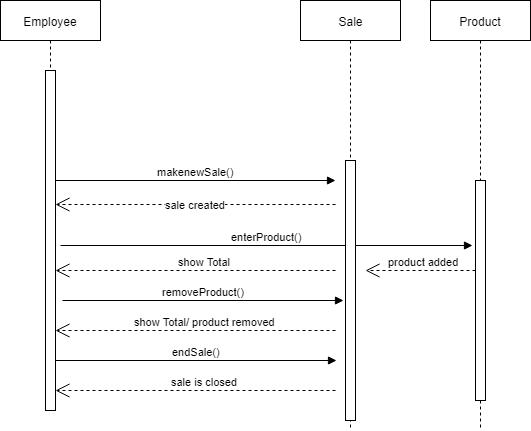 Employee
Sale
Product
makenewSale()
sale created
enterProduct()
show Total
product added
removeProduct()
show Total/ product removed
endSale()
sale is closed